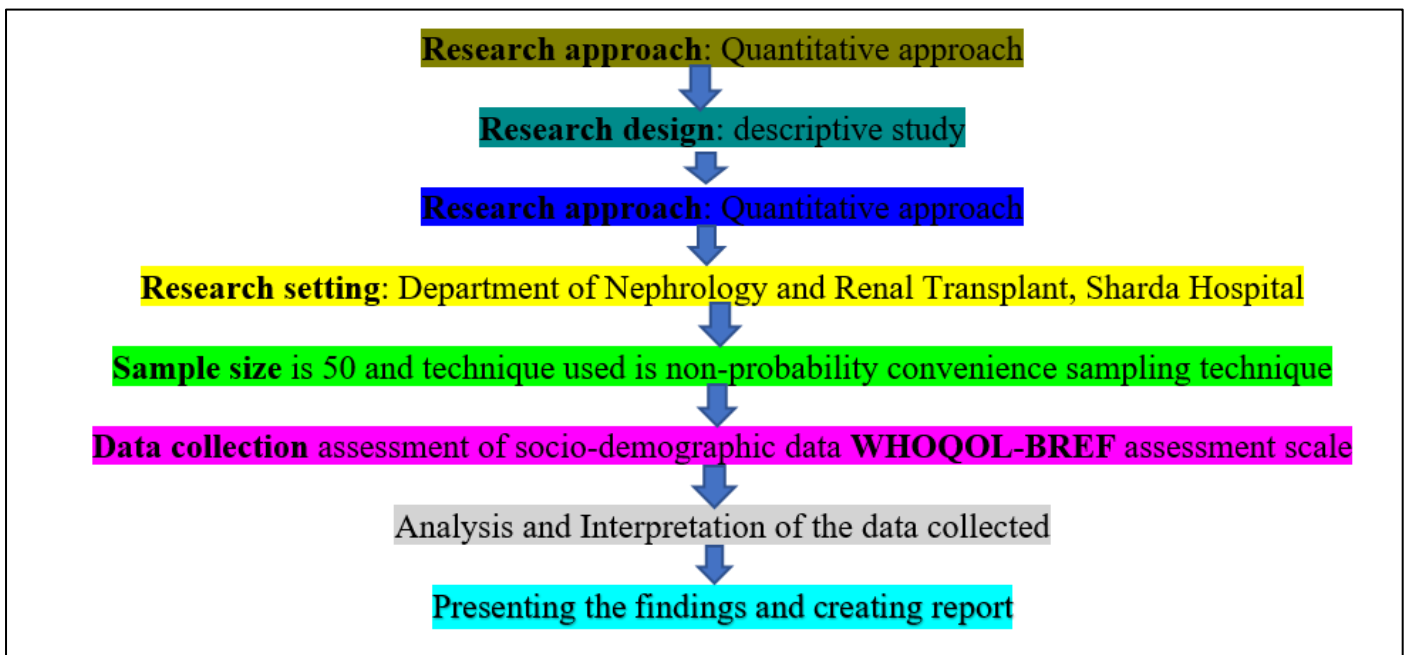 Research approach: Quantitative approach
Research design: descriptive study
Research approach: Quantitative approach
Research setting: Department of Nephrology and Renal Transplant, Sharda Hospital
Sample size is 50 and technique used is non-probability convenience sampling technique
Data collection assessment of socio-demographic data WHOQOL-BREF assessment scale
Analysis and Interpretation of the data collected
Presenting the findings and creating report